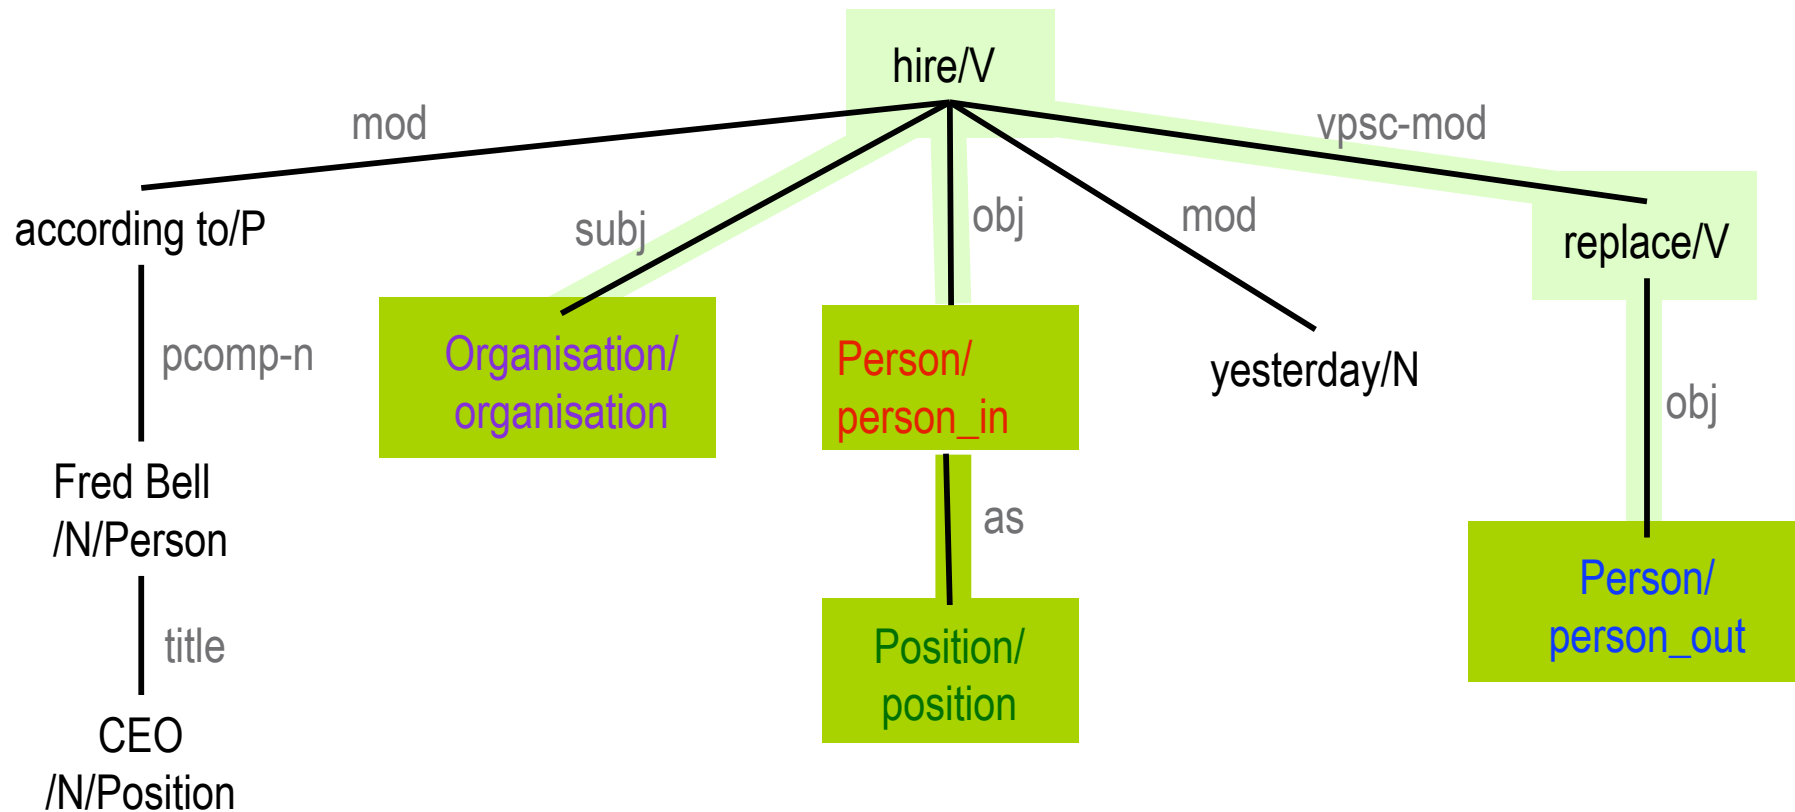 hire/V
mod
vpsc-mod
according to/P
subj
obj
mod
replace/V
pcomp-n
Organisation/
organisation
Person/
person_in
yesterday/N
obj
Fred Bell
/N/Person
as
Person/
person_out
title
Position/
position
CEO
/N/Position